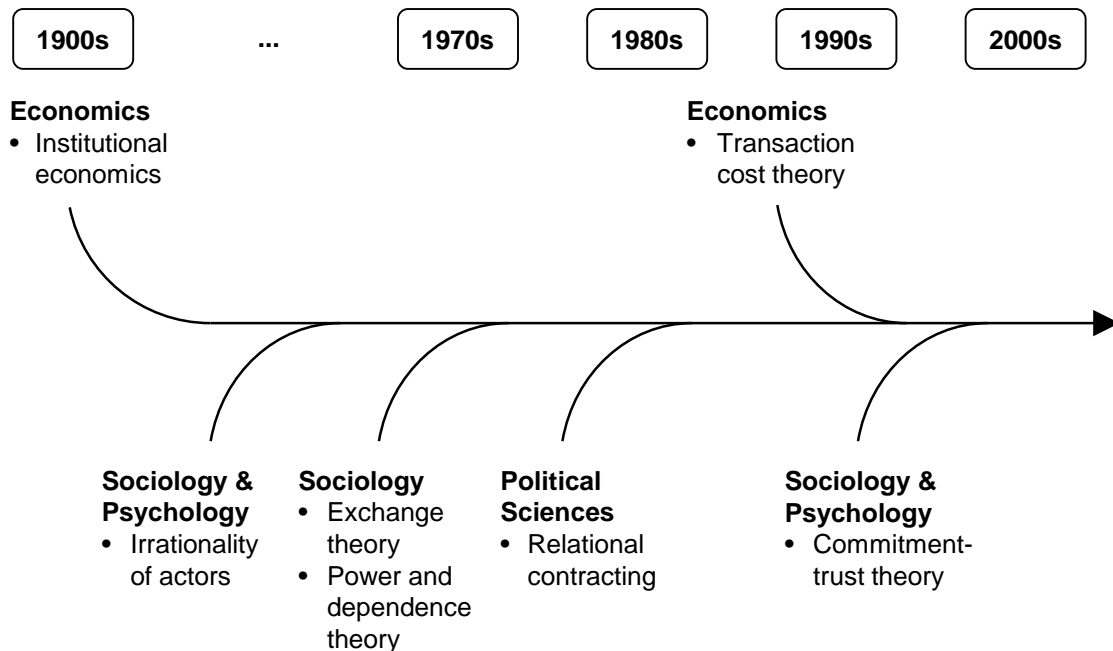 1900s ... 1970s 1980s 1990s 2000s
Economics
• Institutional
economics
Economics
• Transaction
cost theory
Sociology &
Psychology
• Irrationality
of actors
Sociology
• Exchange
theory
• Power and
dependence
theory
Political
Sciences
• Relational
contracting
Sociology &
Psychology
• Commitment-
trust theory